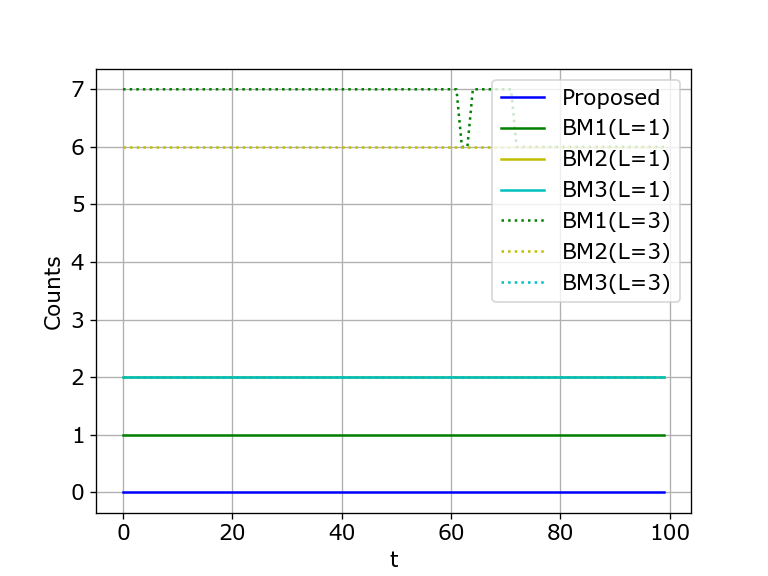 7
6
5
4
3
2
1
0
Counts
0 20 40 60 80 100
t
Proposed
BM1(L=1)
BM2(L=1)
BM3(L=1)
BM1(L=3)
BM2(L=3)
BM3(L=3)